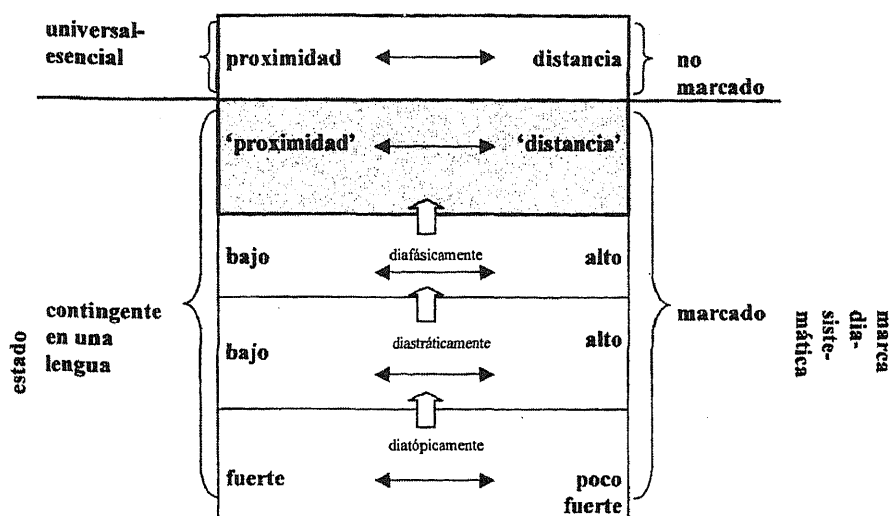 universal-
esencial
proximidad
distancia
no
marcado
‘proximidad’
‘distancia’
bajo
diafásicamente
alto
contingente
en una
lengua
estado
bajo
diastráticamente
alto
marcado
marca
dia-
siste-
mática
diatópicamente
fuerte
poco
fuerte